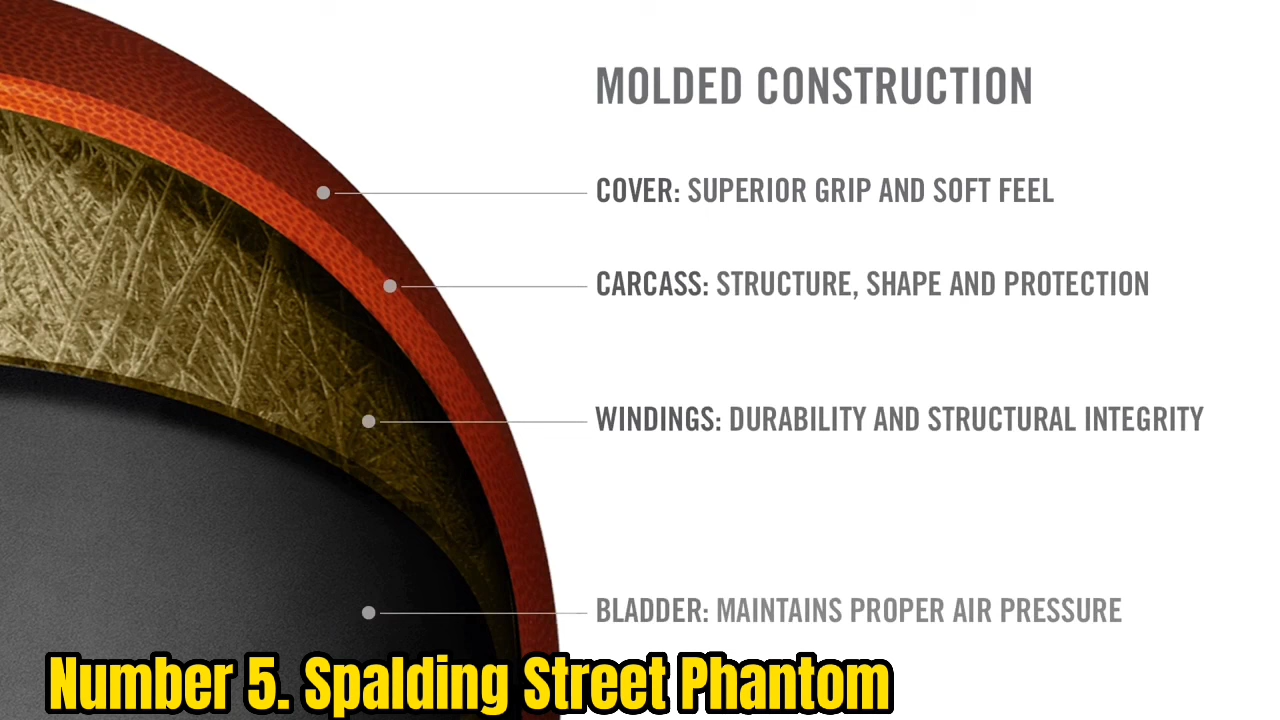 MOLDED CONSTRUCTION
COVER: SUPERIOR GRIP AND SOFT FEEL
CARCASS: STRUCTURE, SHAPE AND PROTECTION
WINDINGS: DURABILITY AND STRUCTURAL INTEGRITY
BLADDER: MAINTAINS PROPER AIR PRESSURE
Number 5. Spalding Street Phantom